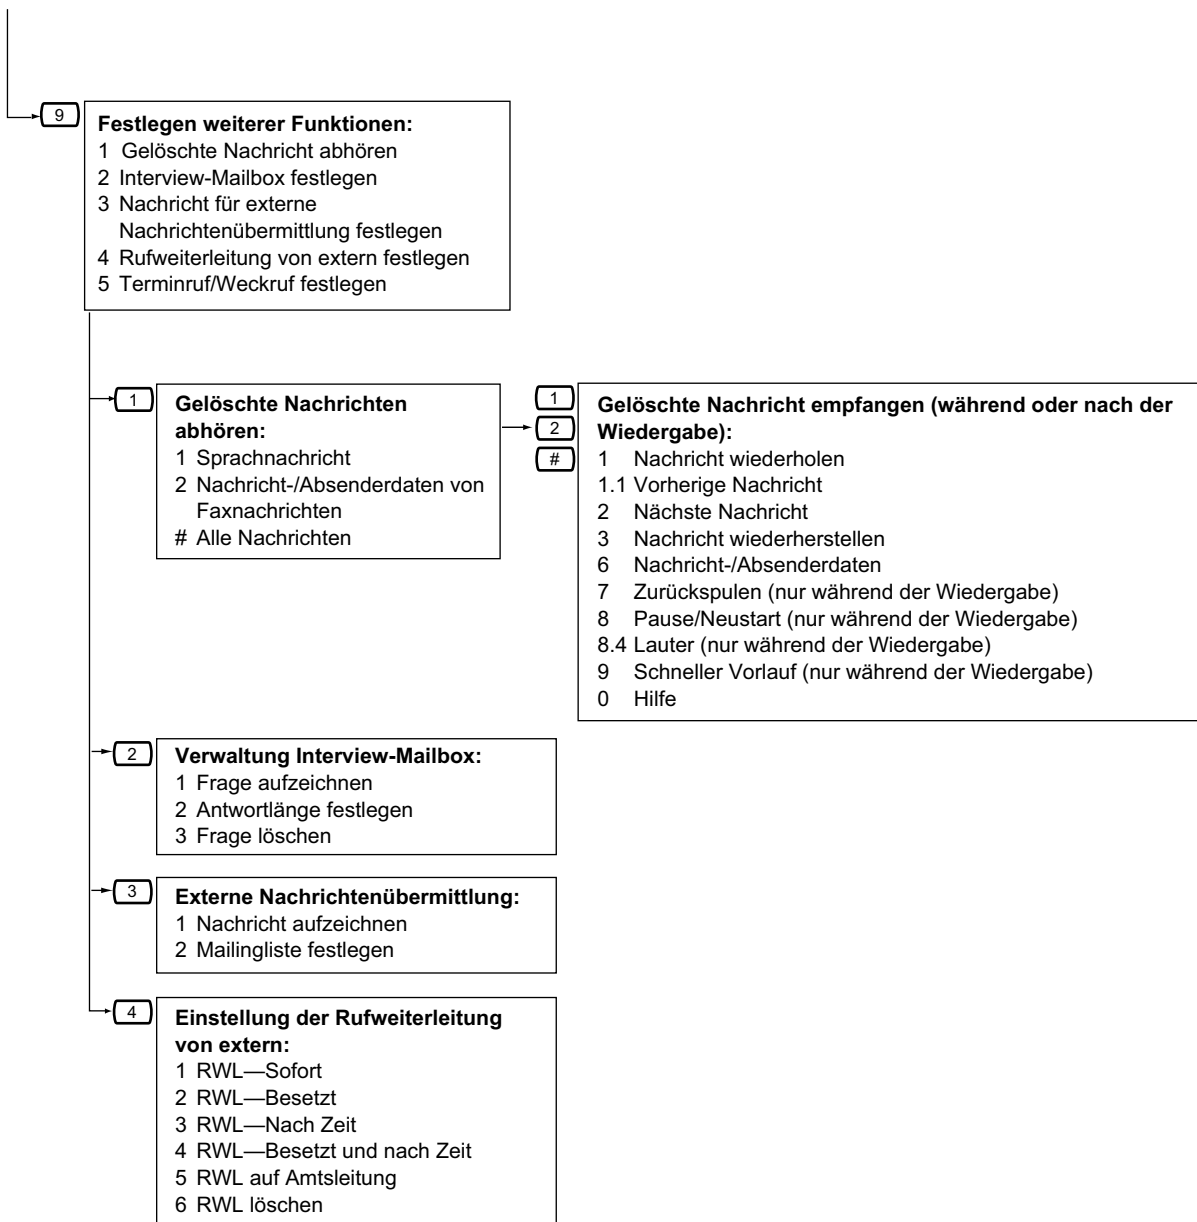 9
Festlegen weiterer Funktionen:
1 Gelöschte Nachricht abhören
2 Interview-Mailbox festlegen
3 Nachricht für externe
Nachrichtenübermittlung festlegen
4 Rufweiterleitung von extern festlegen
5 Terminruf/Weckruf festlegen
1
Gelöschte Nachrichten
abhören:
1 Sprachnachricht
2 Nachricht-/Absenderdaten von
Faxnachrichten
# Alle Nachrichten
1
2
#
Gelöschte Nachricht empfangen (während oder nach der
Wiedergabe):
1 Nachricht wiederholen
1.1 Vorherige Nachricht
2 Nächste Nachricht
3 Nachricht wiederherstellen
6 Nachricht-/Absenderdaten
7 Zurückspulen (nur während der Wiedergabe)
8 Pause/Neustart (nur während der Wiedergabe)
8.4 Lauter (nur während der Wiedergabe)
9 Schneller Vorlauf (nur während der Wiedergabe)
0 Hilfe
2
Verwaltung Interview-Mailbox:
1 Frage aufzeichnen
2 Antwortlänge festlegen
3 Frage löschen
3
Externe Nachrichtenübermittlung:
1 Nachricht aufzeichnen
2 Mailingliste festlegen
4
Einstellung der Rufweiterleitung
von extern:
1 RWL—Sofort
2 RWL—Besetzt
3 RWL—Nach Zeit
4 RWL—Besetzt und nach Zeit
5 RWL auf Amtsleitung
6 RWL löschen